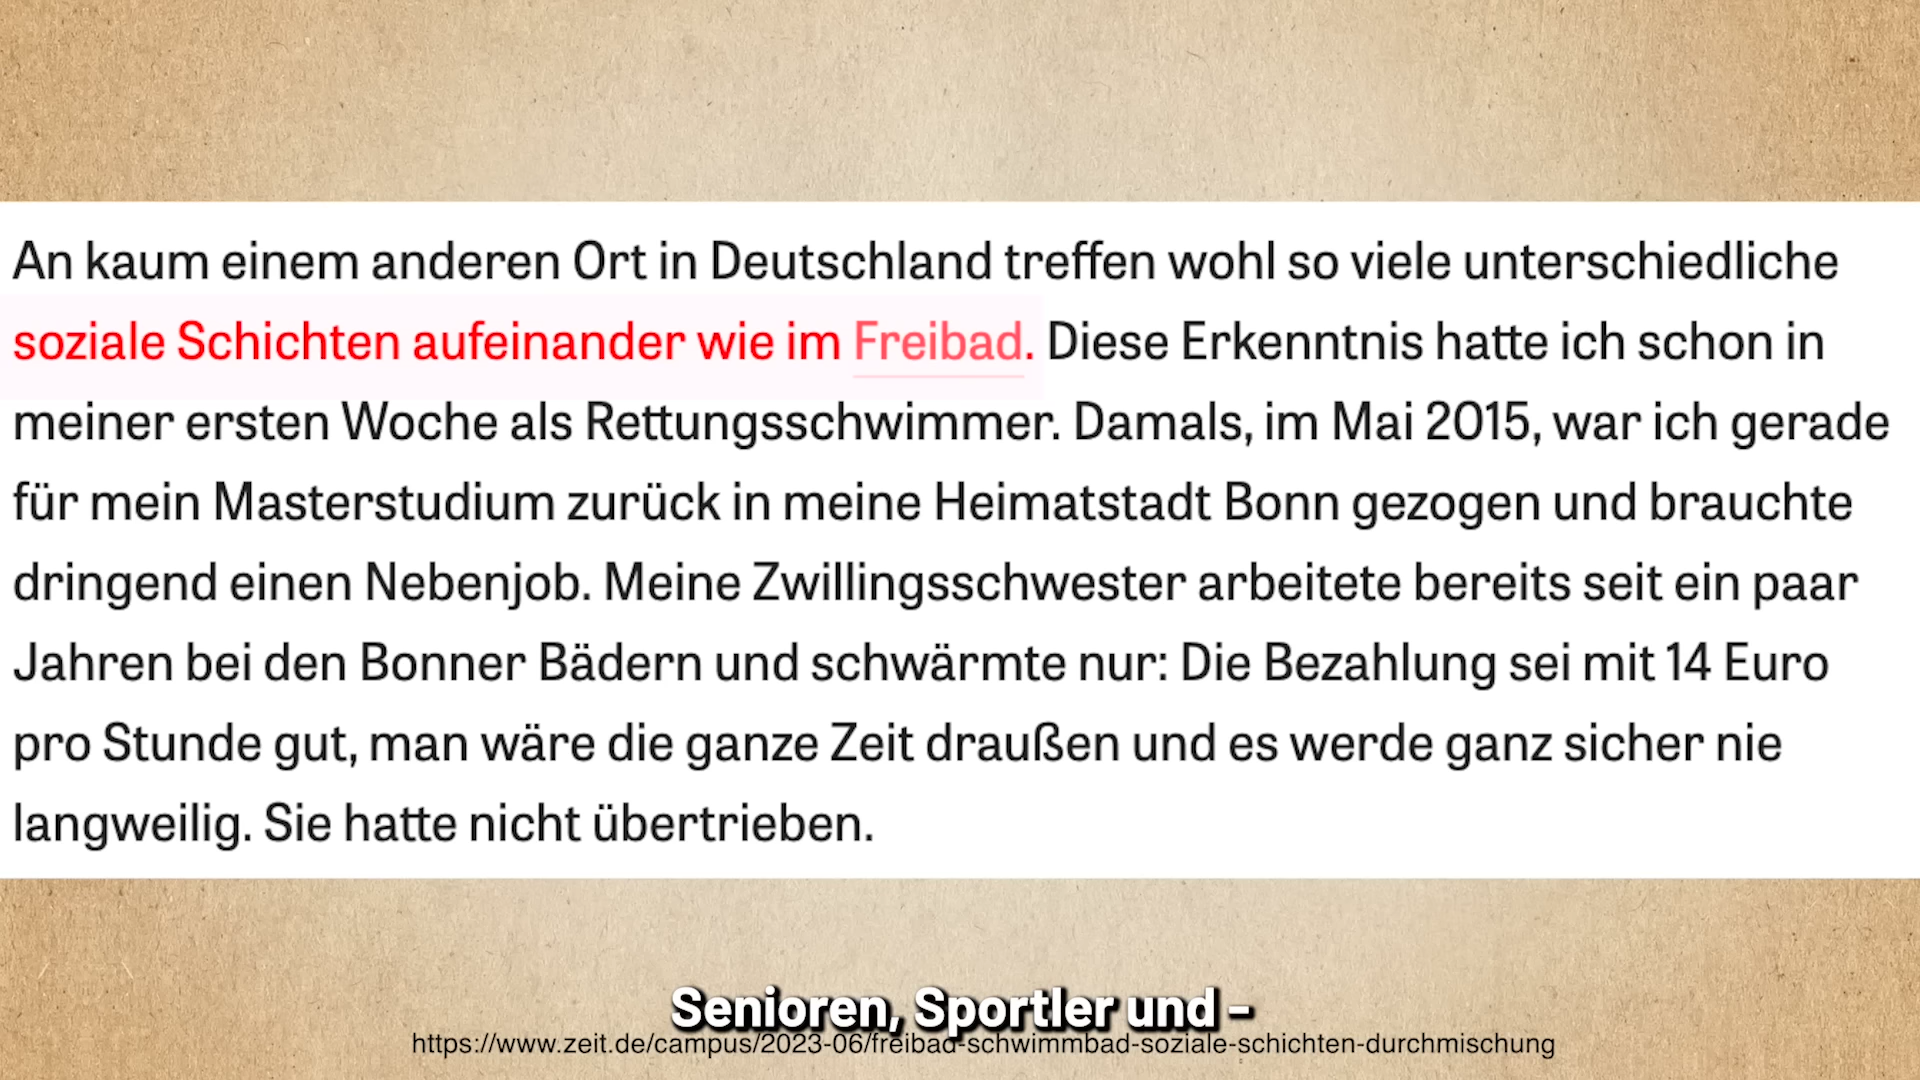 An kaum einem anderen Ort in Deutschland treffen wohl so viele unterschiedliche
soziale Schichten aufeinander wie im Freibad. Diese Erkenntnis hatte ich schon in
meiner ersten Woche als Rettungsschwimmer. Damals, im Mai 2015, war ich gerade
für mein Masterstudium zurück in meine Heimatstadt Bonn gezogen und brauchte
dringend einen Nebenjob. Meine Zwillingsschwester arbeitete bereits seit ein paar
Jahren bei den Bonner Bädern und schwärmte nur: Die Bezahlung sei mit 14 Euro
pro Stunde gut, man wäre die ganze Zeit draußen und es werde ganz sicher nie
langweilig. Sie hatte nicht übertrieben.
Senioren, Sportler und –
https://www.zeit.de/campus/2023-06/freibad-schwimmbad-soziale-schichten-durchmischung